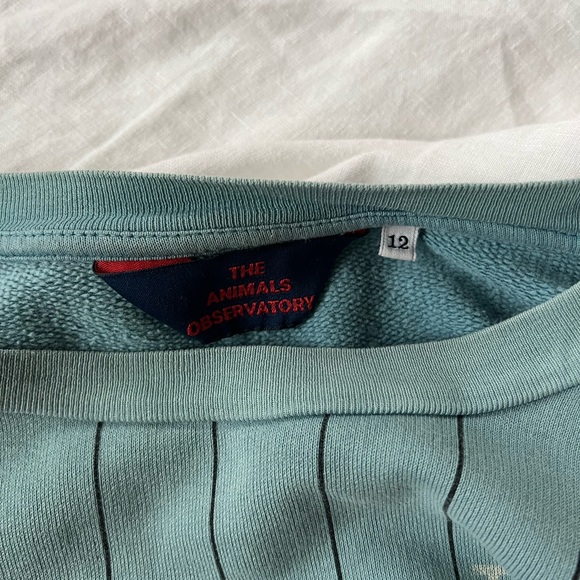 THE
ANIMALS
OBSERVATORY
12